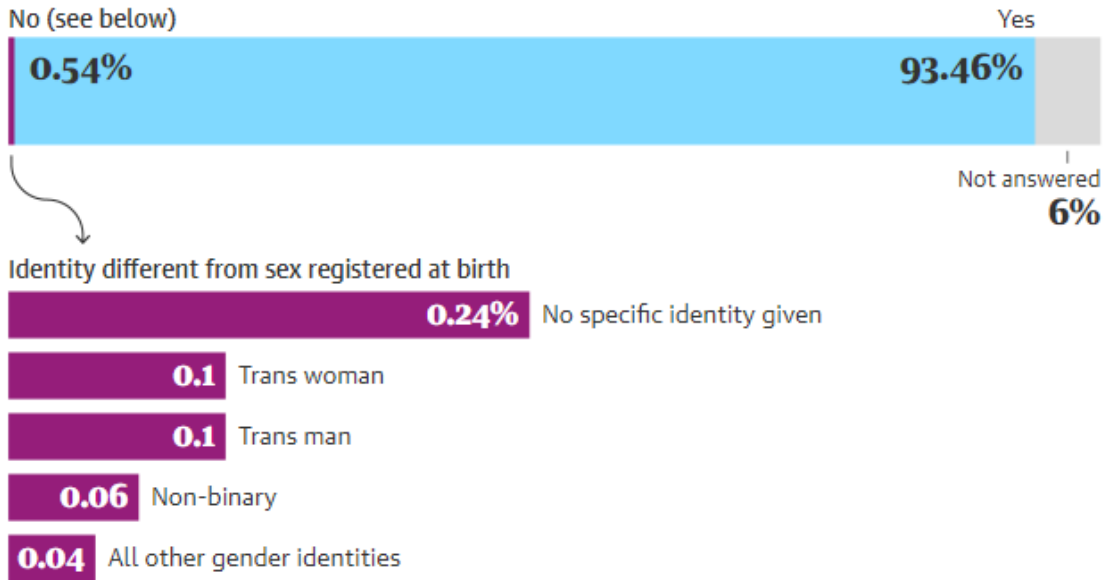 No (see below) Yes
0.54% 93.46%
Not answered
6%
Identity different from sex registered at birth
0.24% No specific identity given
0.1 Trans woman
0.1 Trans man
0.06 Non-binary
0.04 All other gender identities